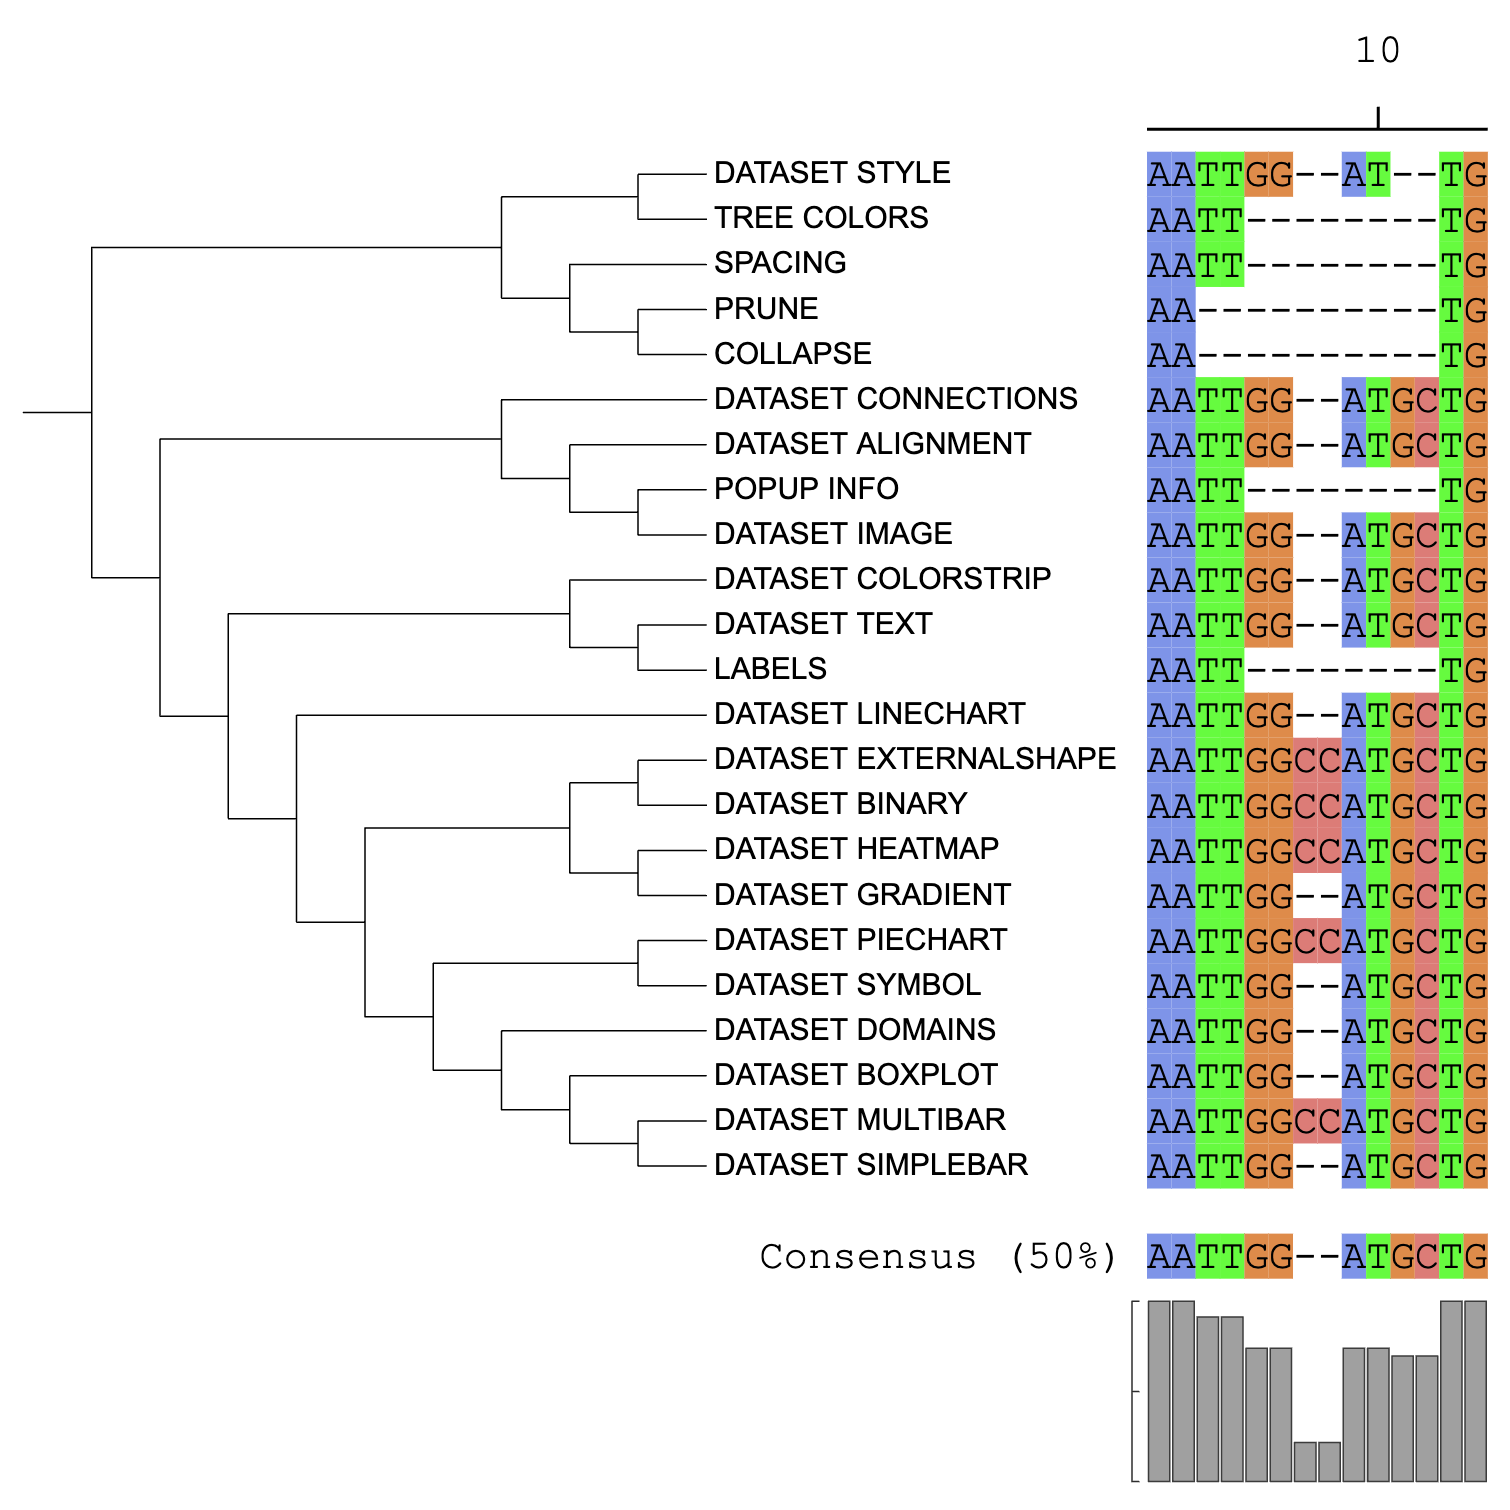 10
DATASET STYLE AATTGG--AT--TG
TREE COLORS AATT--------TG
SPACING AATT--------TG
PRUNE AA----------TG
COLLAPSE AA----------TG
DATASET CONNECTIONS AATTGG--ATGCTG
DATASET ALIGNMENT AATTGG--ATGCTG
POPUP INFO AATT--------TG
DATASET IMAGE AATTGG--ATGCTG
DATASET COLORSTRIP AATTGG--ATGCTG
DATASET TEXT AATTGG--ATGCTG
LABELS AATT--------TG
DATASET LINECHART AATTGG--ATGCTG
DATASET EXTERNALSHAPE AATTGGCCATGCTG
DATASET BINARY AATTGGCCATGCTG
DATASET HEATMAP AATTGGCCATGCTG
DATASET GRADIENT AATTGG--ATGCTG
DATASET PIECHART AATTGGCCATGCTG
DATASET SYMBOL AATTGG--ATGCTG
DATASET DOMAINS AATTGG--ATGCTG
DATASET BOXPLOT AATTGG--ATGCTG
DATASET MULTIBAR AATTGGCCATGCTG
DATASET SIMPLEBAR AATTGG--ATGCTG
Consensus (50%) AATTGG--ATGCTG